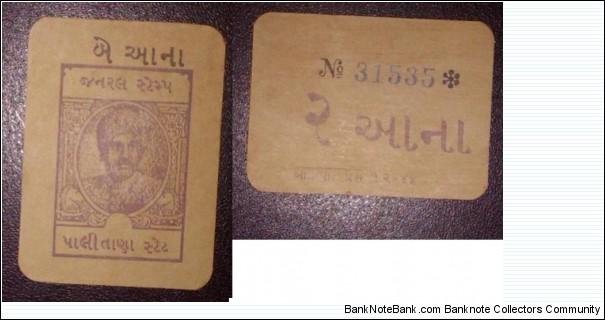 બે આના
જનરલ સ્ટેમ્પ
પાલીતાણા સ્ટેટ
№ 31535✻
૨ આના
BankNoteBank.com Banknote Collectors Community